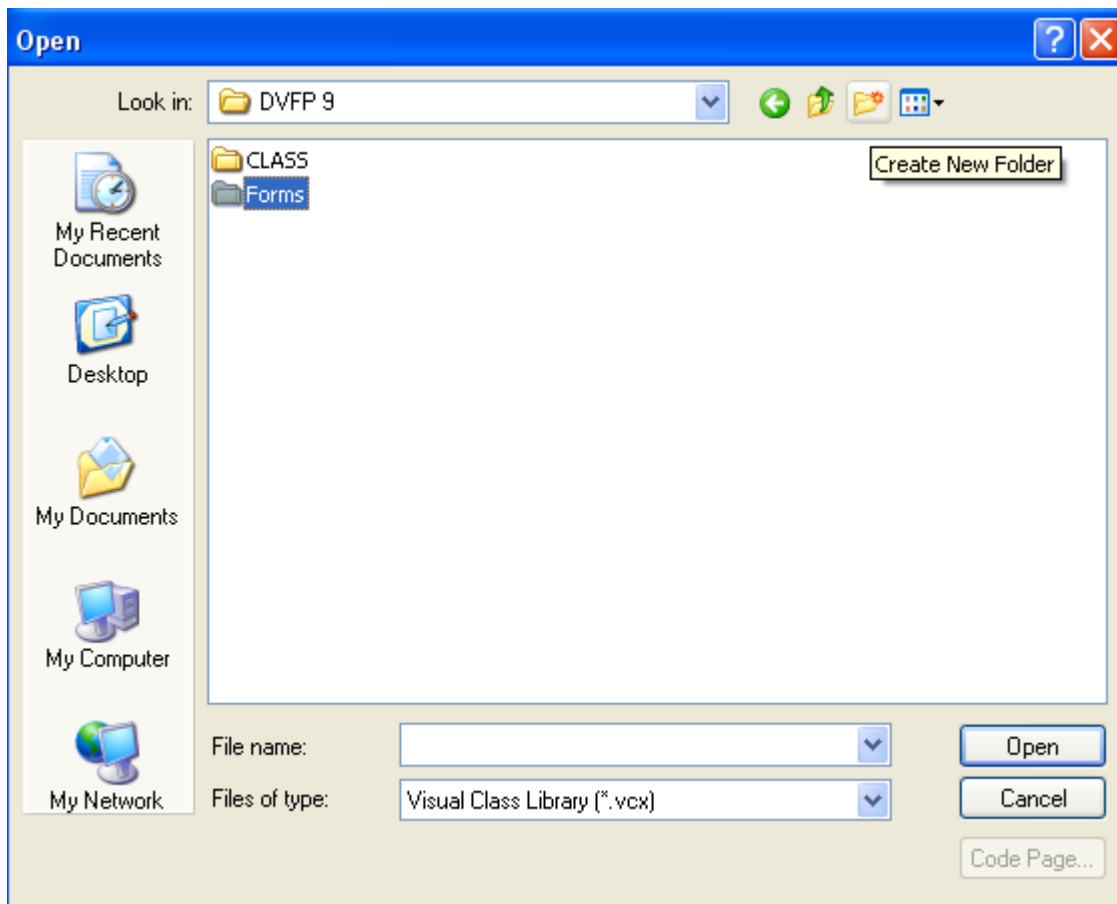 Open
Look in: DVFP 9
CLASS
Create New Folder
Forms
My Recent
Documents
Desktop
My Documents
My Computer
My Network
File name:
Open
Files of type: Visual Class Library (*.vcx)
Cancel
Code Page...